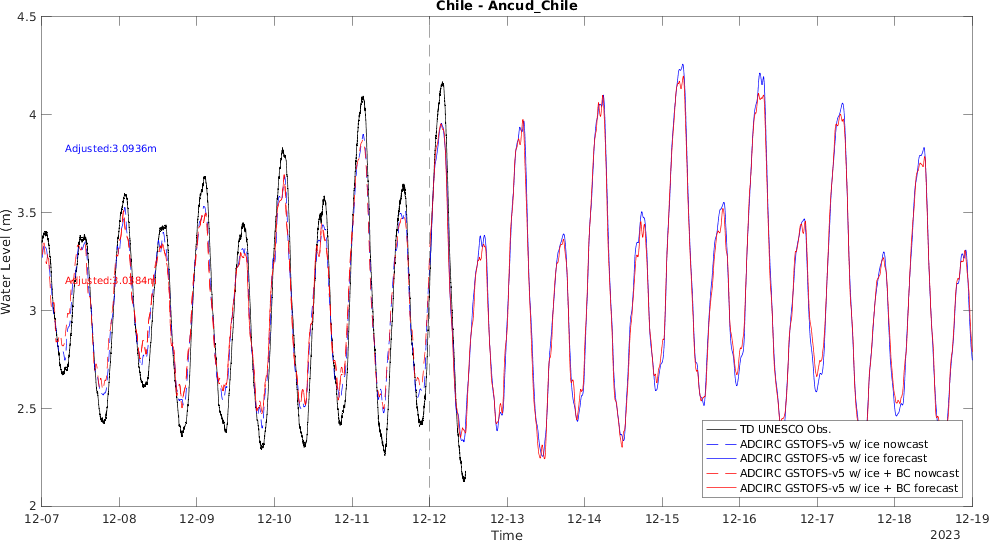 Chile - Ancud_Chile
4.5
4
3.5
3
2.5
2
Water Level (m)
Adjusted:3.0936m
Adjusted:3.0384m
TD UNESCO Obs.
ADCIRC GSTOFS-v5 w/ ice nowcast
ADCIRC GSTOFS-v5 w/ ice forecast
ADCIRC GSTOFS-v5 w/ ice + BC nowcast
ADCIRC GSTOFS-v5 w/ ice + BC forecast
12-07 12-08 12-09 12-10 12-11 12-12 12-13 12-14 12-15 12-16 12-17 12-18 12-19
Time
2023